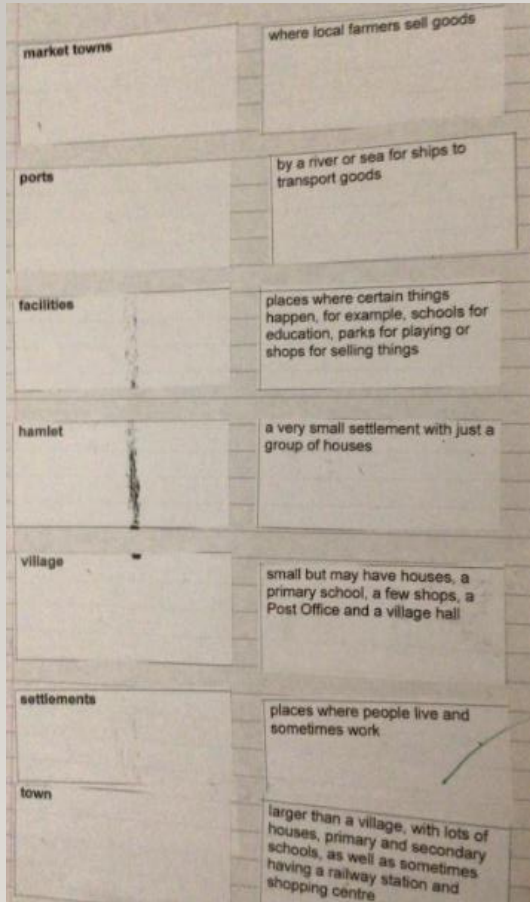 market towns
where local farmers sell goods
ports
by a river or sea for ships to
transport goods
facilities
places where certain things
happen, for example, schools for
education, parks for playing or
shops for selling things
hamlet
a very small settlement with just a
group of houses
village
small but may have houses, a
primary school, a few shops, a
Post Office and a village hall
settlements
places where people live and
sometimes work
town
larger than a village, with lots of
houses, primary and secondary
schools, as well as sometimes
having a railway station and
shopping centre